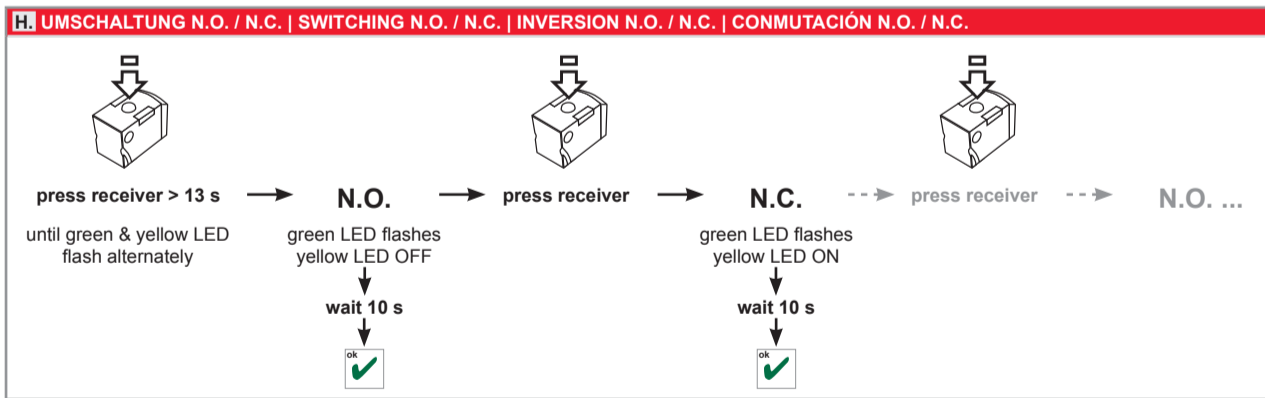 H. UMSCHALTUNG N.O. / N.C. | SWITCHING N.O. / N.C. | INVERSION N.O. / N.C. | CONMUTACIÓN N.O. / N.C.
press receiver > 13 s
until green & yellow LED
flash alternately
N.O.
green LED flashes
yellow LED OFF
wait 10 s
ok
press receiver
N.C.
green LED flashes
yellow LED ON
wait 10 s
ok
press receiver
N.O. ...